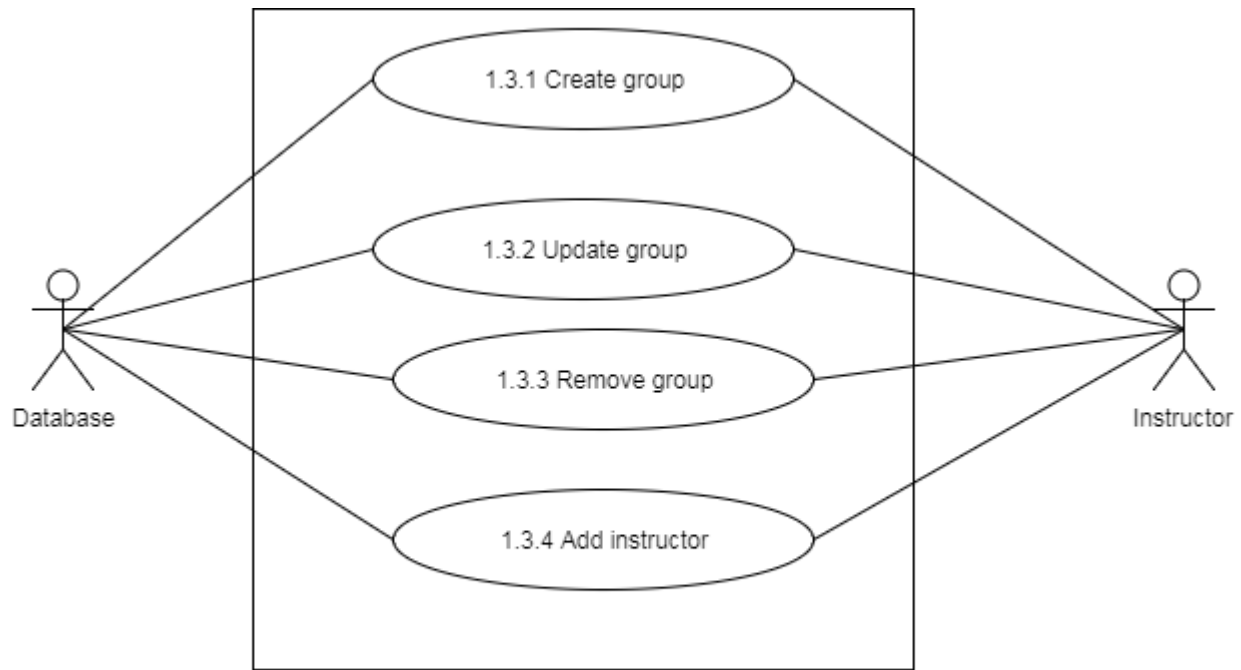 1.3.1 Create group
1.3.2 Update group
1.3.3 Remove group
Database
Instructor
1.3.4 Add instructor